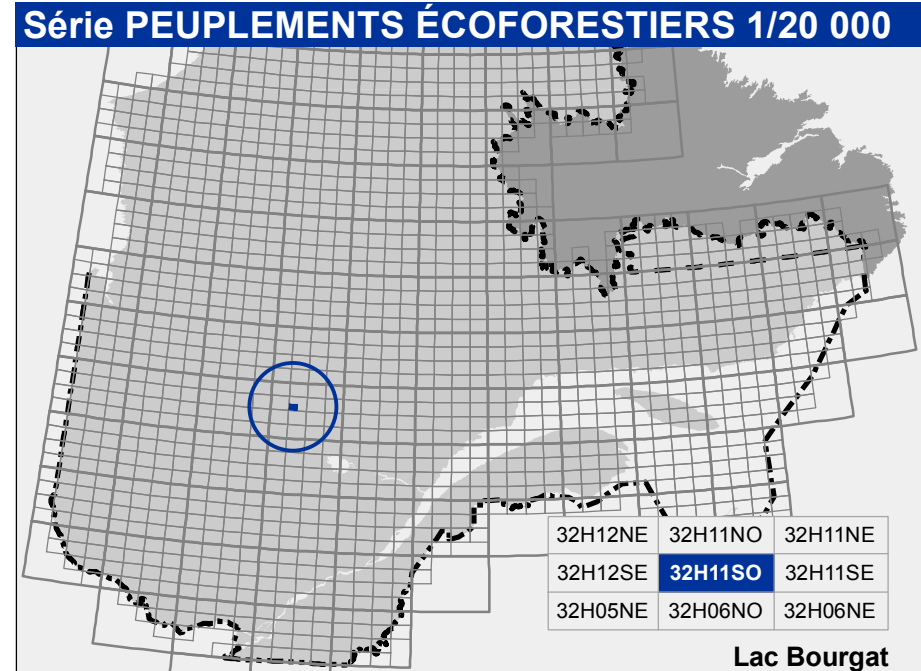 Série PEUPLEMENTS ÉCOFORESTIERS 1/20 000
32H12NE 32H11NO 32H11NE
32H12SE 32H11SO 32H11SE
32H05NE 32H06NO 32H06NE
Lac Bourgat